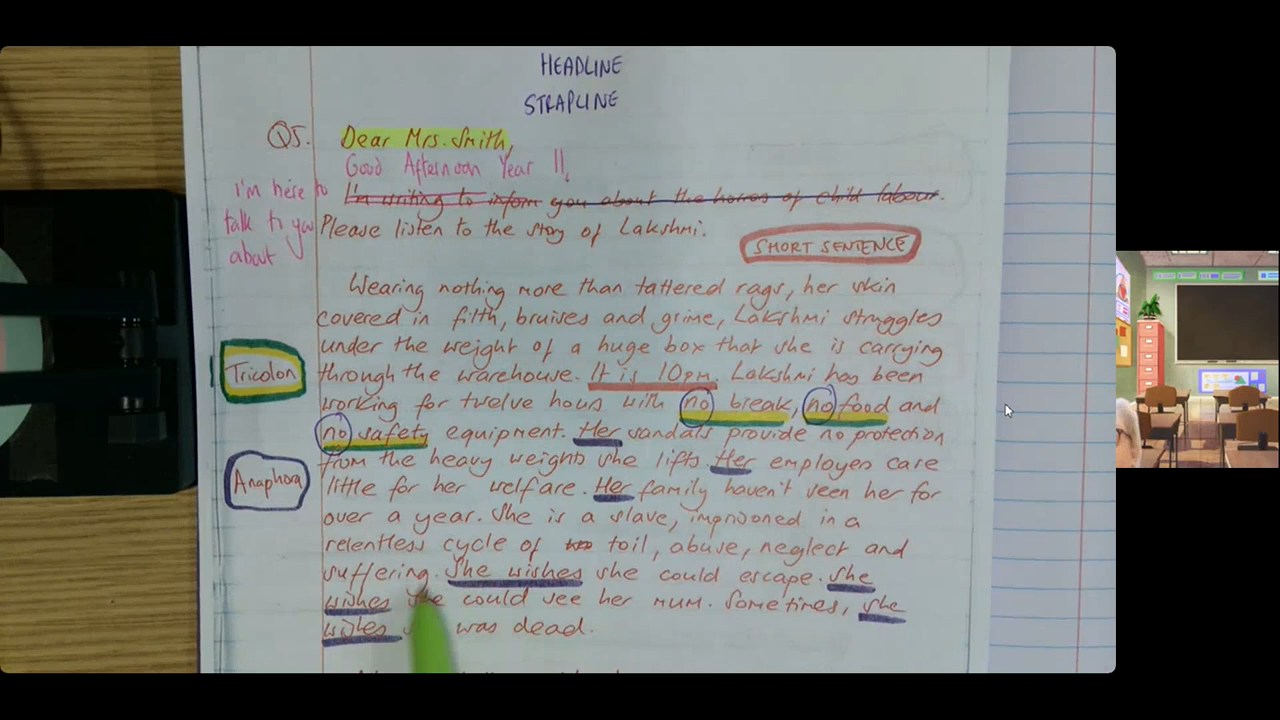 HEADLINE
STRAPLINE
Q5. Dear Mrs. Smith,
Good Afternoon Year 11,
i'm here to
talk to you
about
I'm writing to inform you about the horros of child labour.
Please listen to the story of Lakshmi.
SHORT SENTENCE
Wearing nothing more than tattered rags, her skin
covered in filth, bruises and grime, Lakshmi struggles
under the weight of a huge box that she is carrying
Tricolon
through the warehouse. It is 10pm. Lakshmi has been
working for twelve hours with no break, no food and
no safety equipment. Her sandals provide no protection
from the heavy weights she lifts. Her employers care
Anaphora
little for her welfare. Her family haven't seen her for
over a year. She is a slave, imprisoned in a
relentless cycle of toil, abuse, neglect and
suffering. She wishes she could escape. She
wishes she could see her mum. Sometimes, she
wishes was dead.